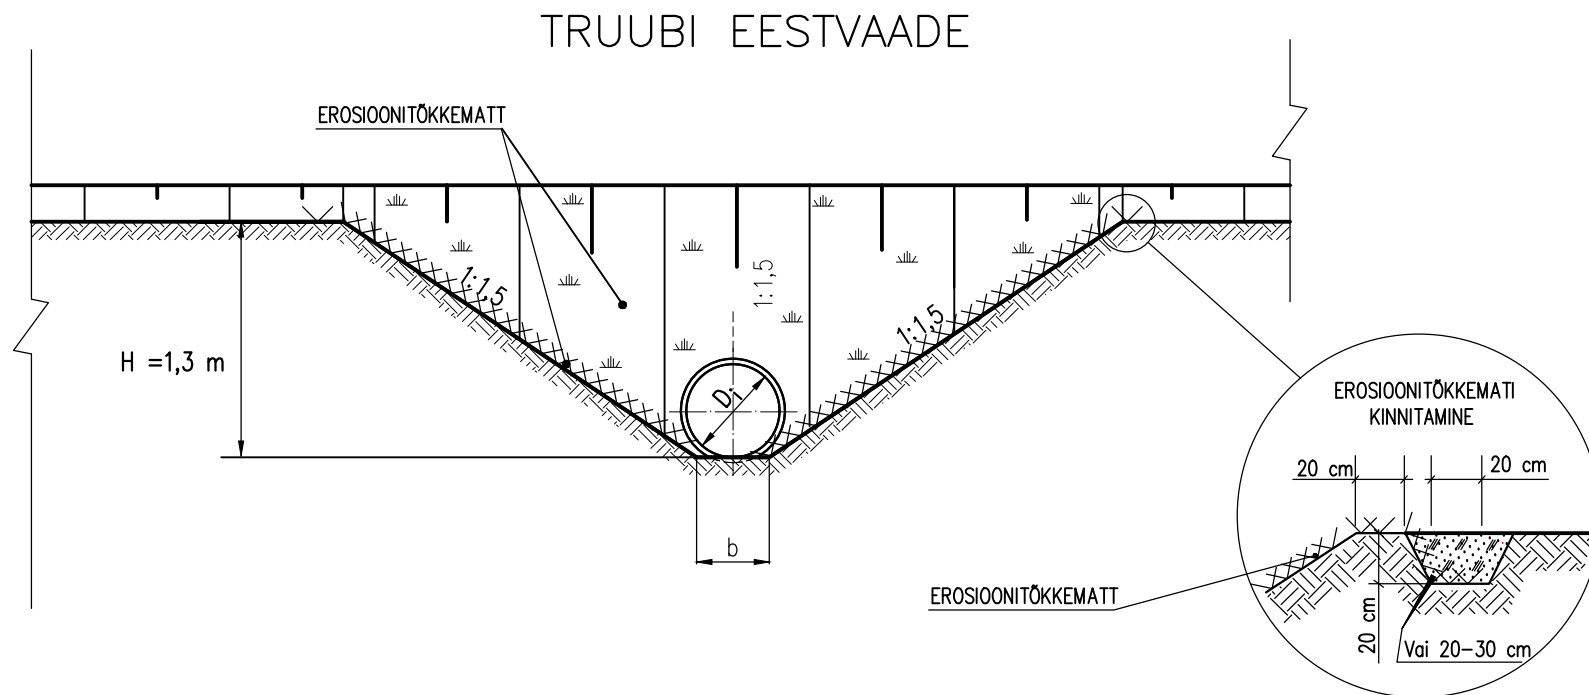 TRUUBI EESTVAADE
EROSIOONITÕKKEMATT
1:1,5
1:1,5
1:1,5
H =1,3 m
Di
b
EROSIOONITÕKKEMATI
KINNITAMINE
20 cm
20 cm
EROSIOONITÕKKEMATT
20 cm
Vai 20-30 cm